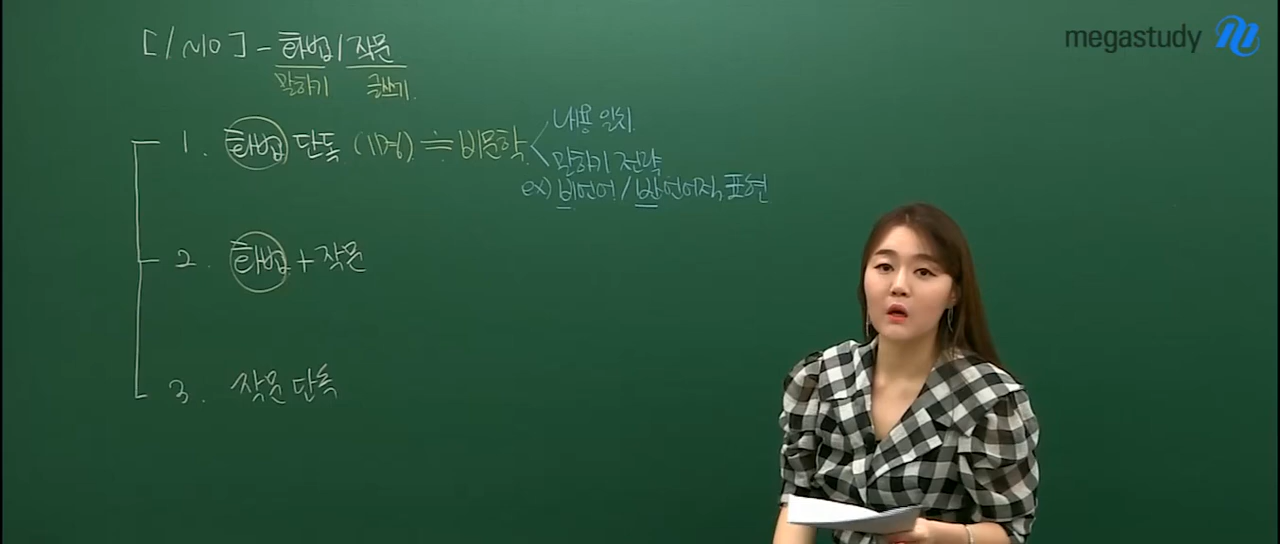 megastudy
[1~10] - 화법/작문
말하기 글쓰기
1. 화법 단독 (1명) ≒ 비문학
내용 일치
말하기 전략
ex) 비언어/반언어적 표현
2. 화법 + 작문
3. 작문 단독